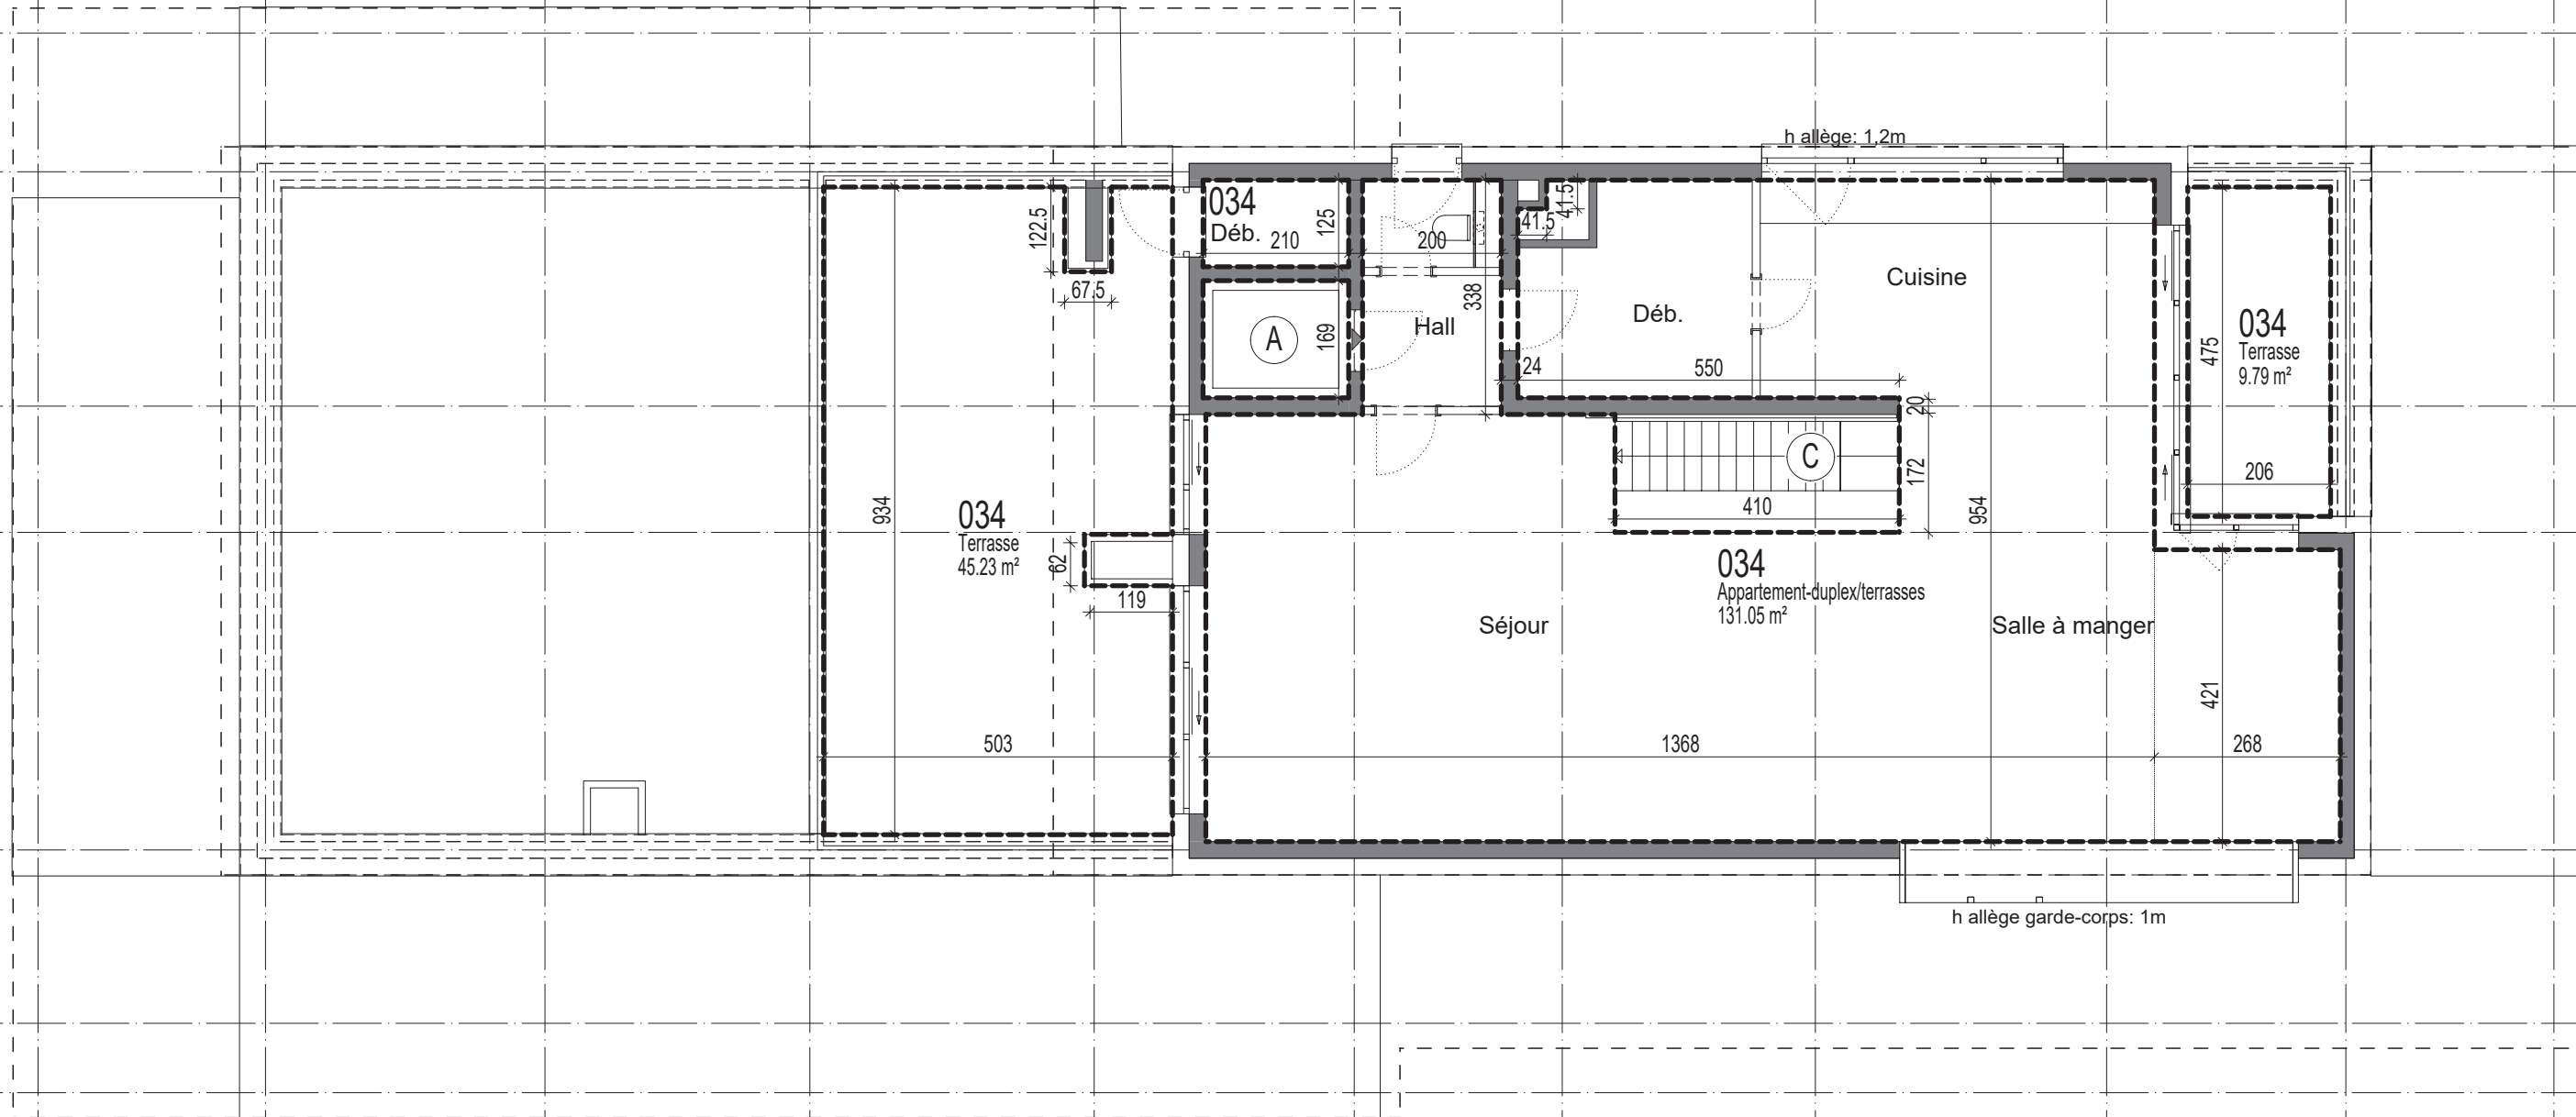 h allège: 1,2m
034
Déb.
210
125
200
41.5
41.5
122.5
67.5
A
169
Hall
338
Déb.
Cuisine
24
550
20
034
Terrasse
9.79 m²
475
206
C
172
410
954
934
034
Terrasse
45.23 m²
62
119
034
Appartement-duplex/terrasses
131.05 m²
Séjour
Salle à manger
421
503
1368
268
h allège garde-corps: 1m